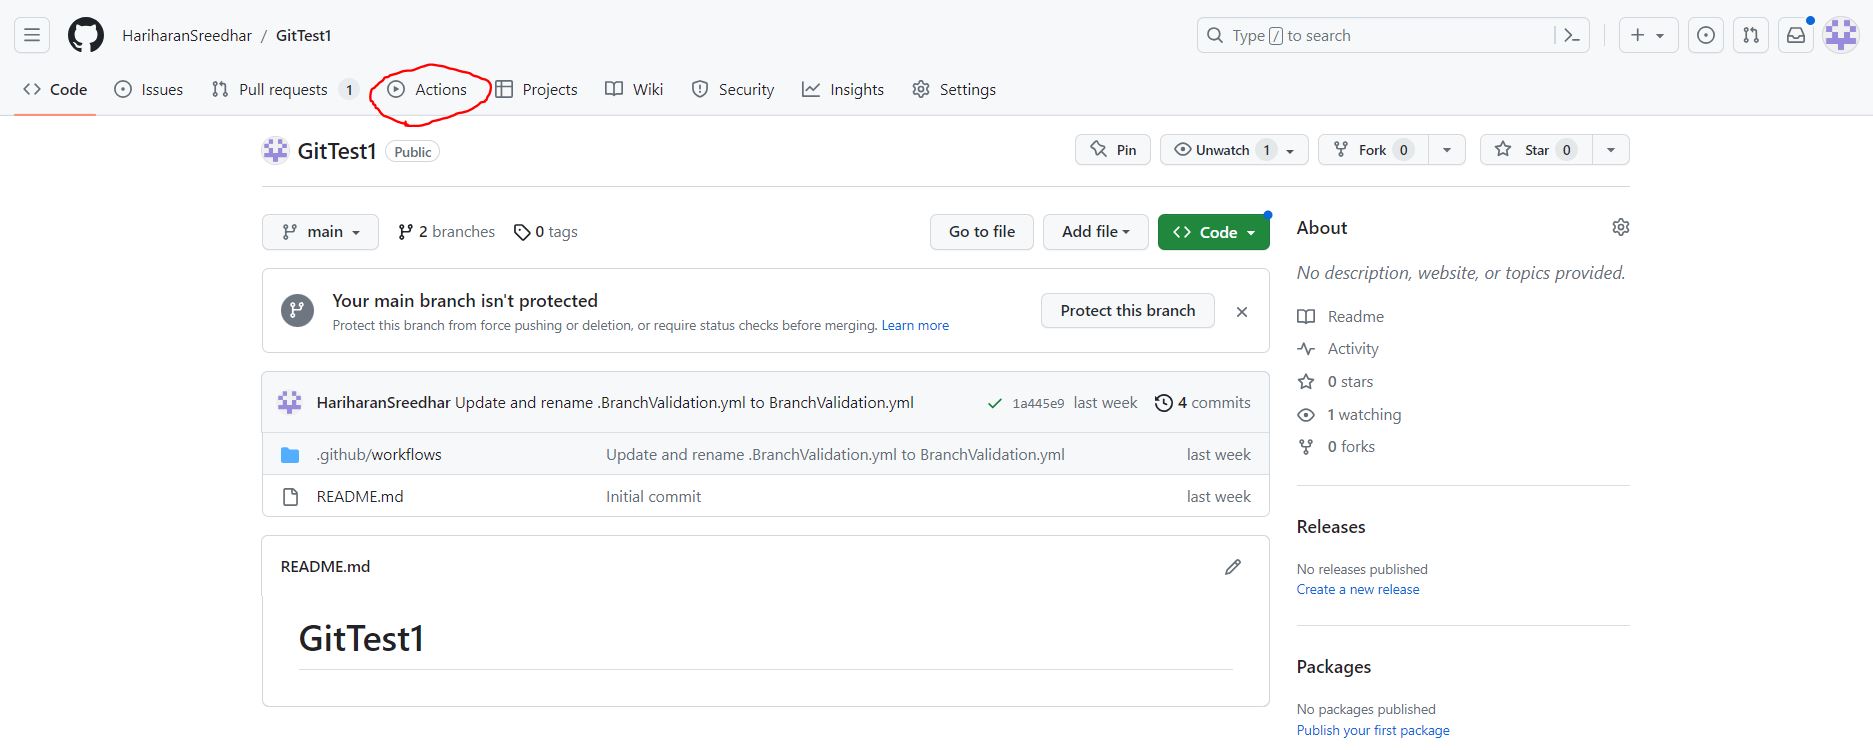 HariharanSreedhar / GitTest1
Type / to search
Code Issues Pull requests 1 Actions Projects Wiki Security Insights Settings
GitTest1 Public
Pin Unwatch 1 Fork 0 Star 0
main 2 branches 0 tags Go to file Add file Code
Your main branch isn't protected
Protect this branch from force pushing or deletion, or require status checks before merging. Learn more
Protect this branch
HariharanSreedhar Update and rename .BranchValidation.yml to BranchValidation.yml 1a445e9 last week 4 commits
.github/workflows Update and rename .BranchValidation.yml to BranchValidation.yml last week
README.md Initial commit last week
README.md
GitTest1
About
No description, website, or topics provided.
Readme
Activity
0 stars
1 watching
0 forks
Releases
No releases published
Create a new release
Packages
No packages published
Publish your first package